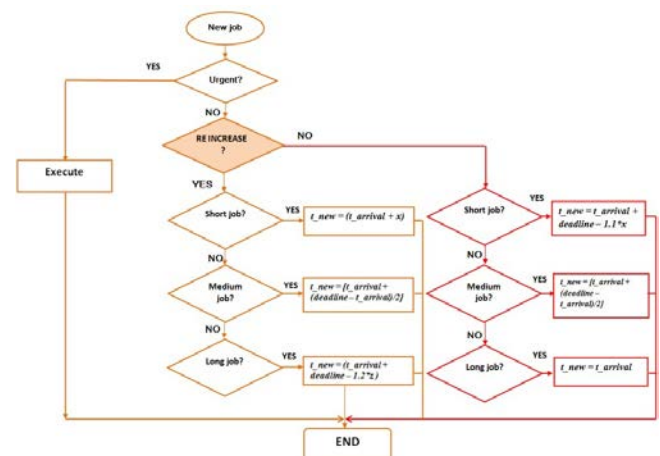 New job
YES
Urgent?
NO
RE INCREASE
?
NO
Execute
YES
Short job?
YES
t_new = (t_arrival + x)
NO
Medium
job?
YES
t_new = [t_arrival +
(deadline – t_arrival)/2]
NO
Long job?
YES
t_new = (t_arrival +
deadline – 1.2*z)
Short job?
YES
t_new = t_arrival +
deadline – 1.1*x
NO
Medium
job?
YES
t_new = [t_arrival +
(deadline –
t_arrival)/2]
NO
Long job?
YES
t_new = t_arrival
END